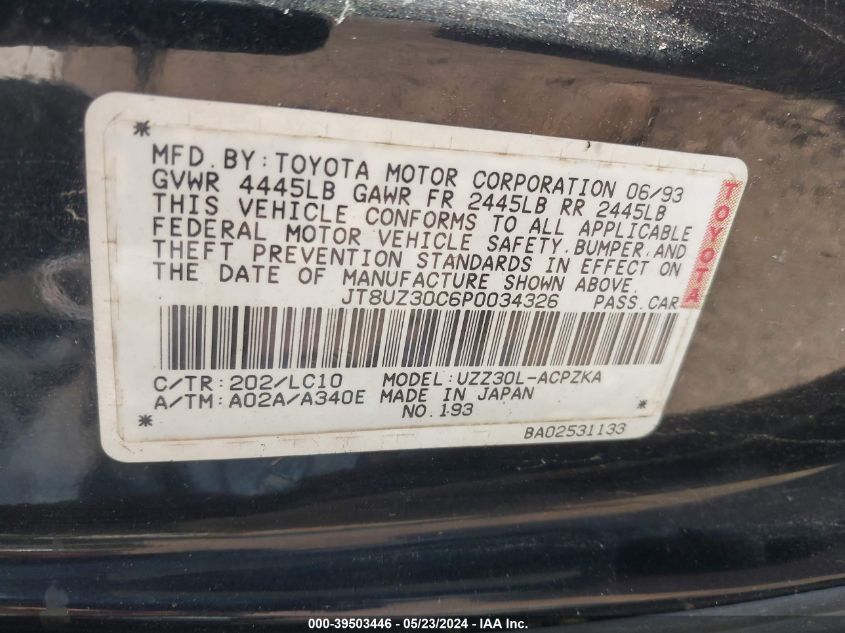 MFD. BY: TOYOTA MOTOR CORPORATION 06/93
GVWR 4445LB GAWR FR 2445LB RR 2445LB
THIS VEHICLE CONFORMS TO ALL APPLICABLE
FEDERAL MOTOR VEHICLE SAFETY, BUMPER, AND
THEFT PREVENTION STANDARDS IN EFFECT ON
THE DATE OF MANUFACTURE SHOWN ABOVE.
JT8UZ30C6P0034326 PASS. CAR
TOYOTA
C/TR: 202/LC10 MODEL: UZZ30L-ACPZKA
A/TM: A02A/A340E MADE IN JAPAN
NO. 193
BA02531133
000-39503446 - 05/23/2024 - IAA Inc.